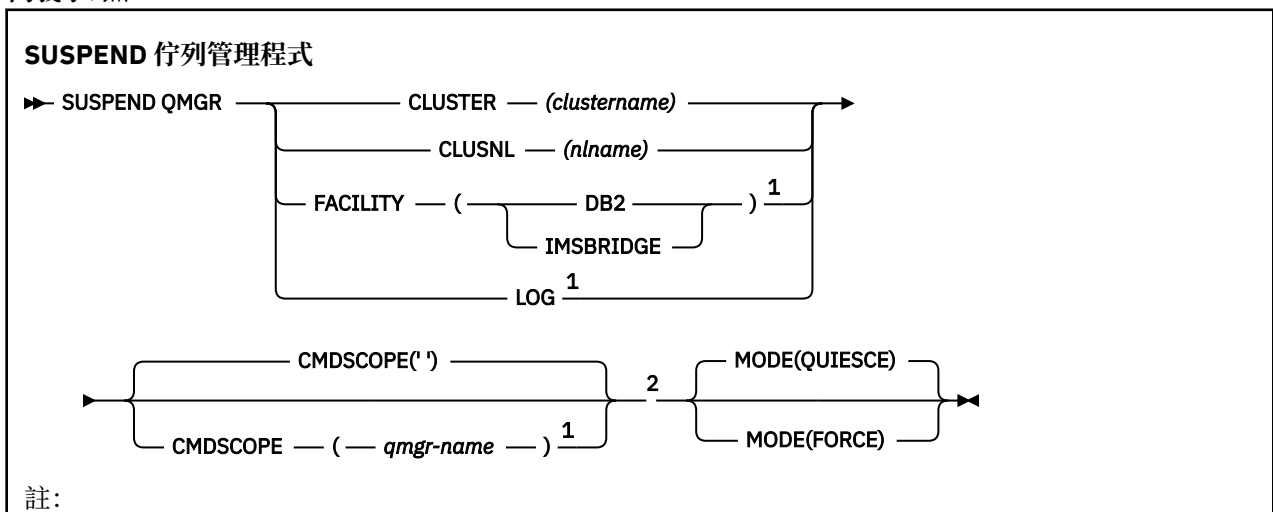 SUSPEND 佇列管理程式
SUSPEND QMGR CLUSTER (clustername)
CLUSNL (nlname)
FACILITY ( DB2 ) 1
IMSBRIDGE
LOG 1
CMDSCOPE(' ') 2 MODE(QUIESCE)
CMDSCOPE ( qmgr-name ) 1 MODE(FORCE)
註：